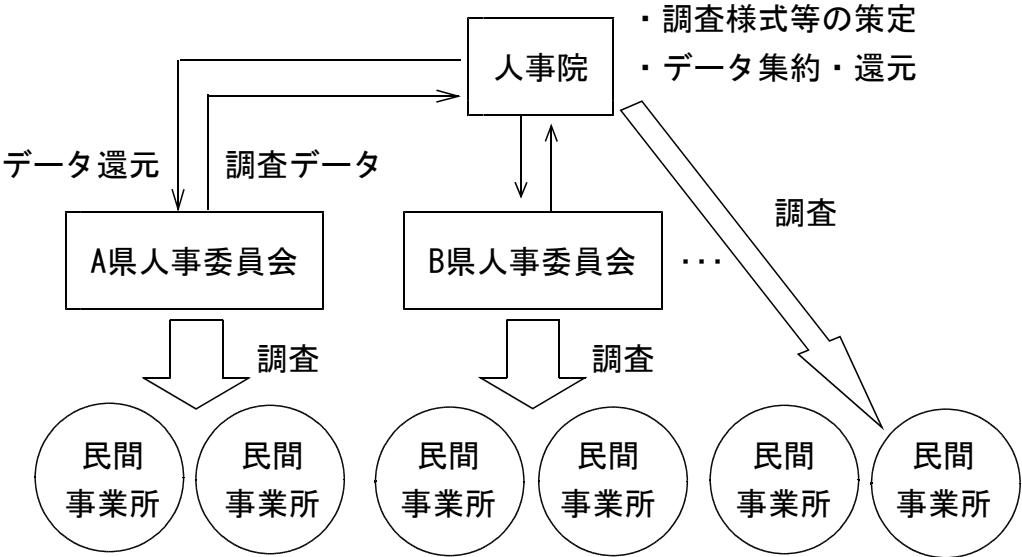 ・調査様式等の策定
人事院
・データ集約・還元
データ還元
調査データ
調査
A県人事委員会
B県人事委員会
・・・
調査
調査
民間
事業所
民間
事業所
民間
事業所
民間
事業所
民間
事業所
民間
事業所